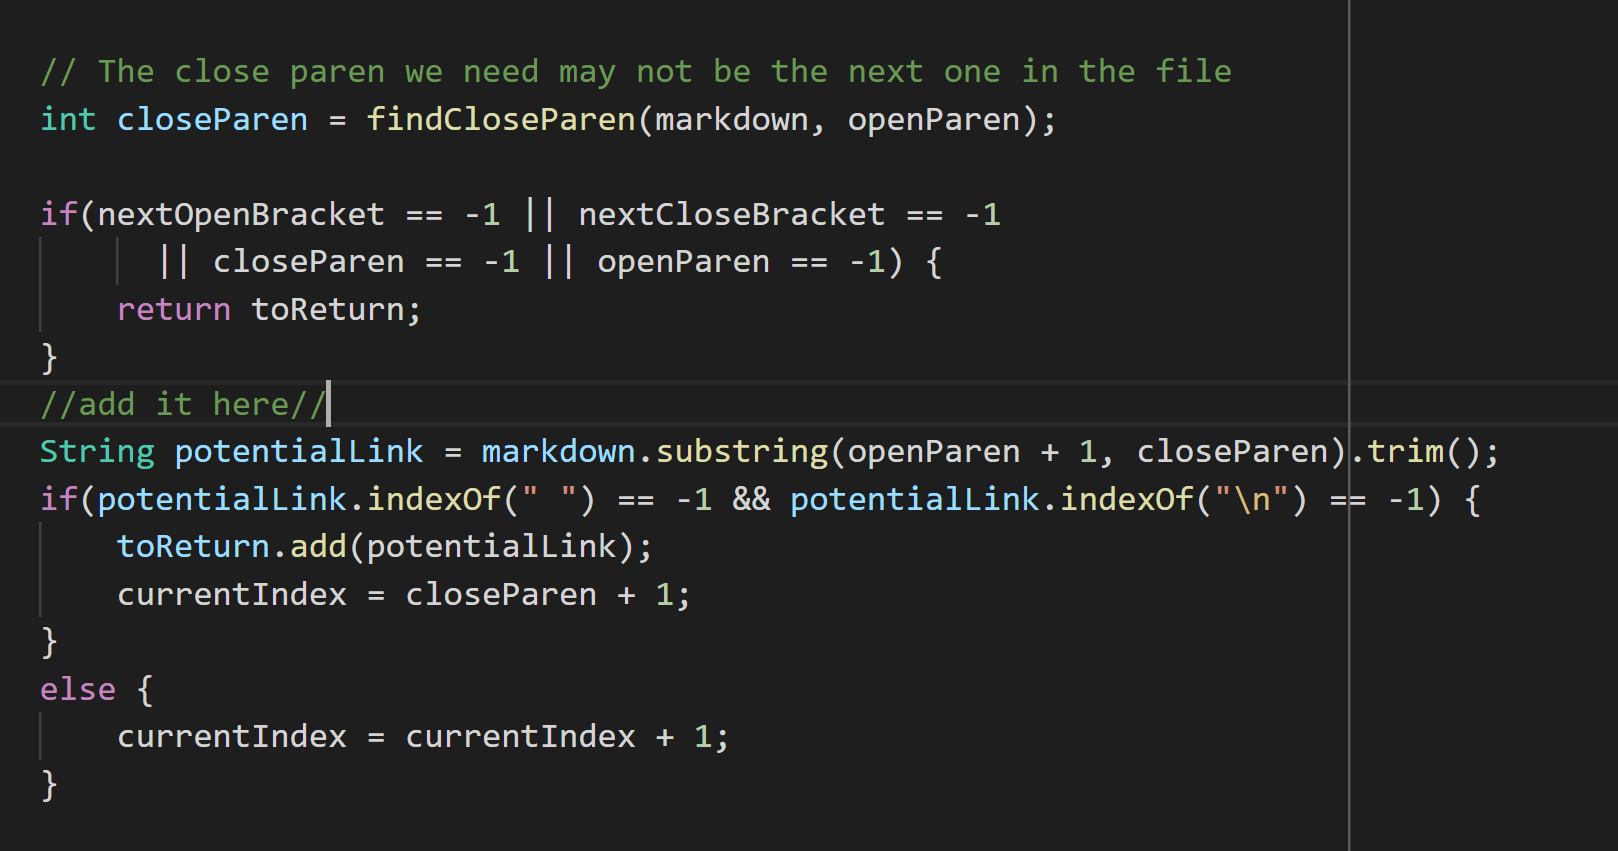 // The close paren we need may not be the next one in the file
int closeParen = findCloseParen(markdown, openParen);

if(nextOpenBracket == -1 || nextCloseBracket == -1
      || closeParen == -1 || openParen == -1) {
    return toReturn;
}
//add it here//
String potentialLink = markdown.substring(openParen + 1, closeParen).trim();
if(potentialLink.indexOf(" ") == -1 && potentialLink.indexOf("\n") == -1) {
    toReturn.add(potentialLink);
    currentIndex = closeParen + 1;
}
else {
    currentIndex = currentIndex + 1;
}